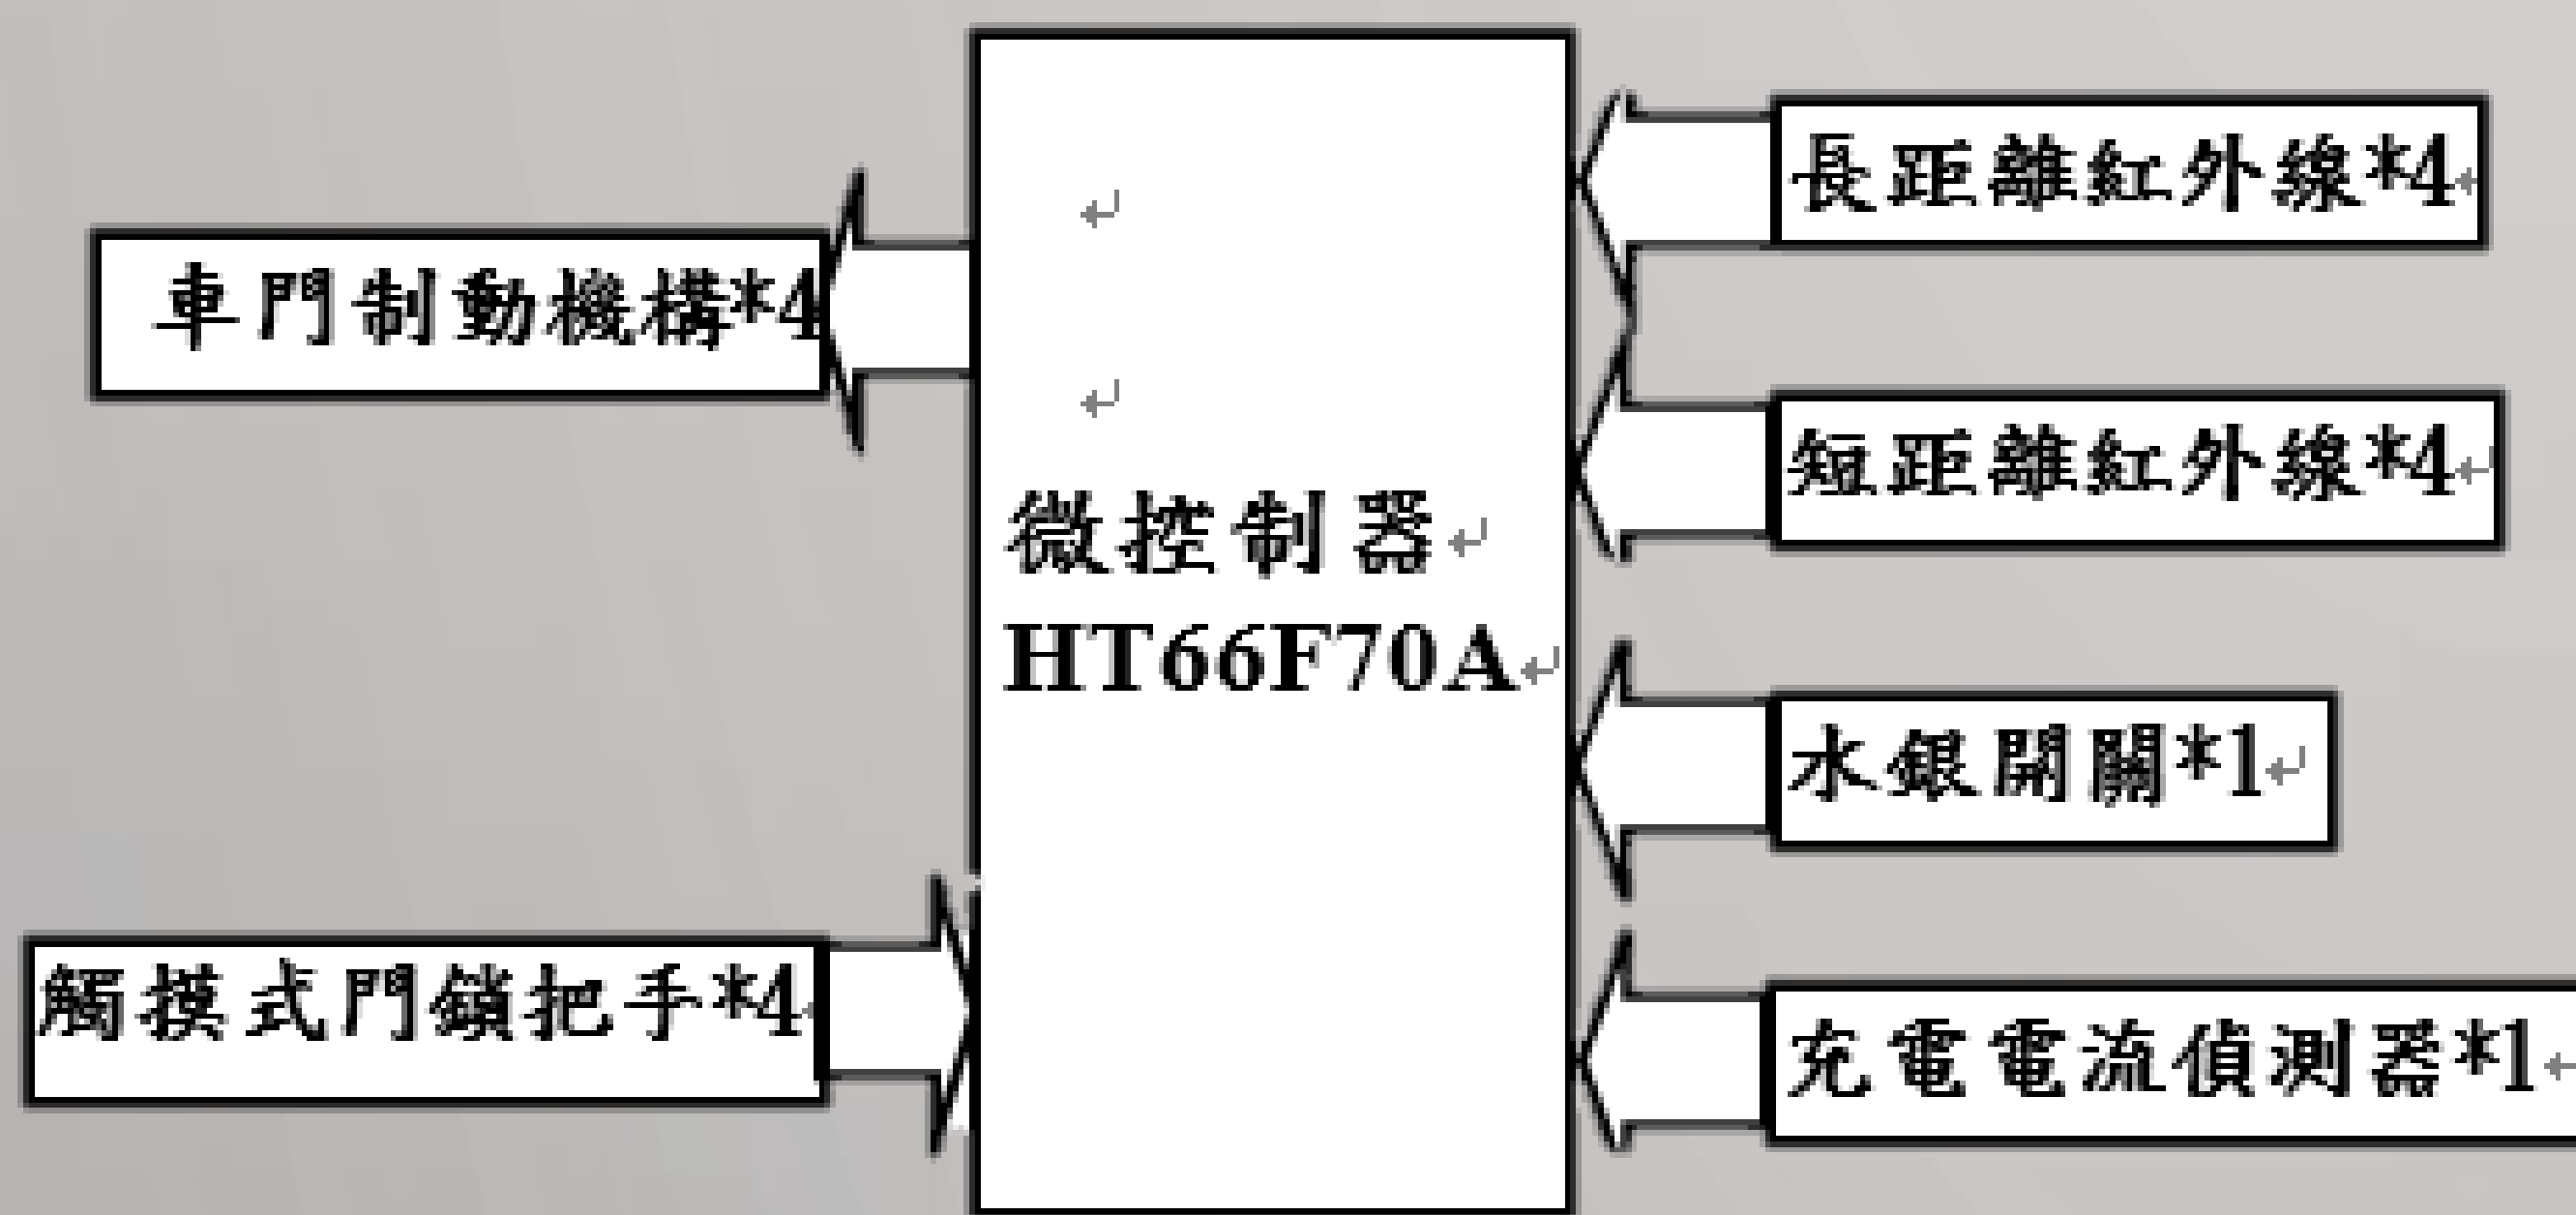 車門制動機構*4
觸摸式門鎖把手*4
微控制器
HT66F70A
長距離紅外線*4
短距離紅外線*4
水銀開關*1
充電電流偵測器*1